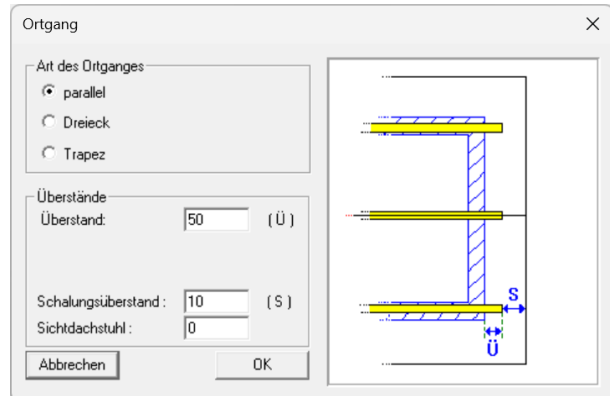 Ortgang
Art des Ortganges
parallel
Dreieck
Trapez
Überstände
Überstand: 50 ( Ü )
Schalungsüberstand : 10 ( S )
Sichtdachstuhl : 0
Abbrechen OK
S
Ü